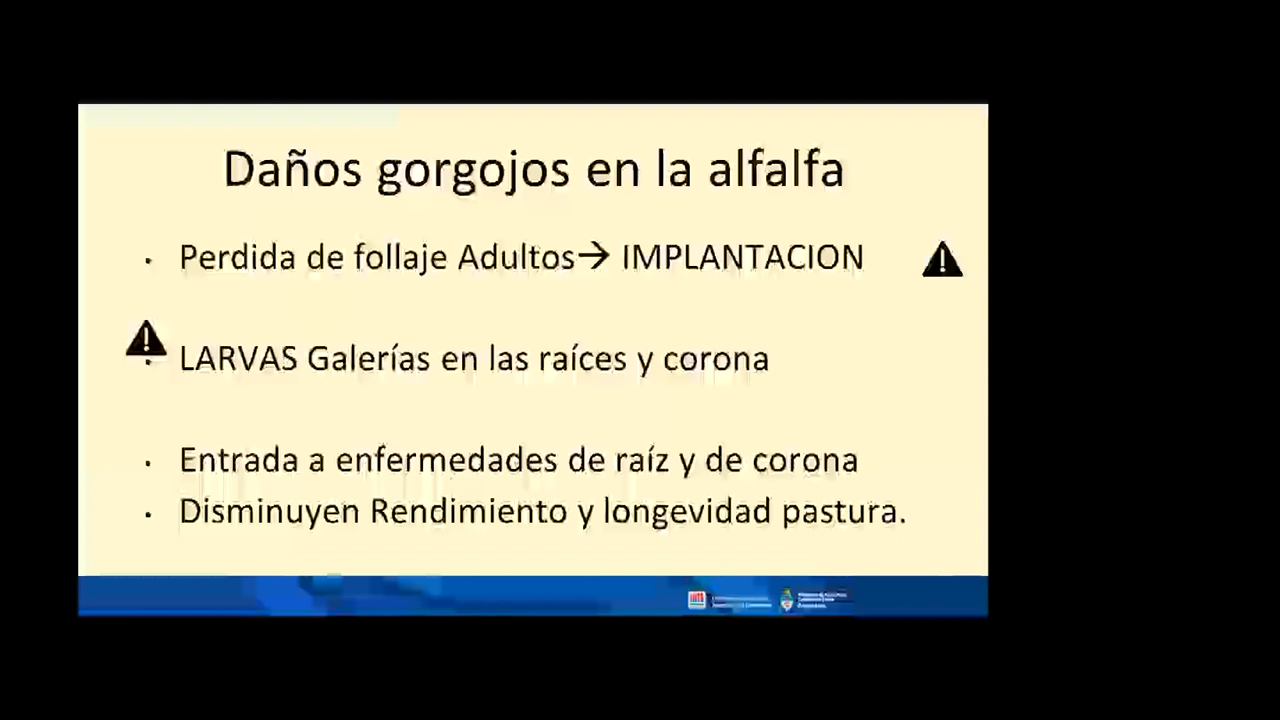 Daños gorgojos en la alfalfa
• Perdida de follaje Adultos→ IMPLANTACION
• LARVAS Galerías en las raíces y corona
• Entrada a enfermedades de raíz y de corona
• Disminuyen Rendimiento y longevidad pastura.